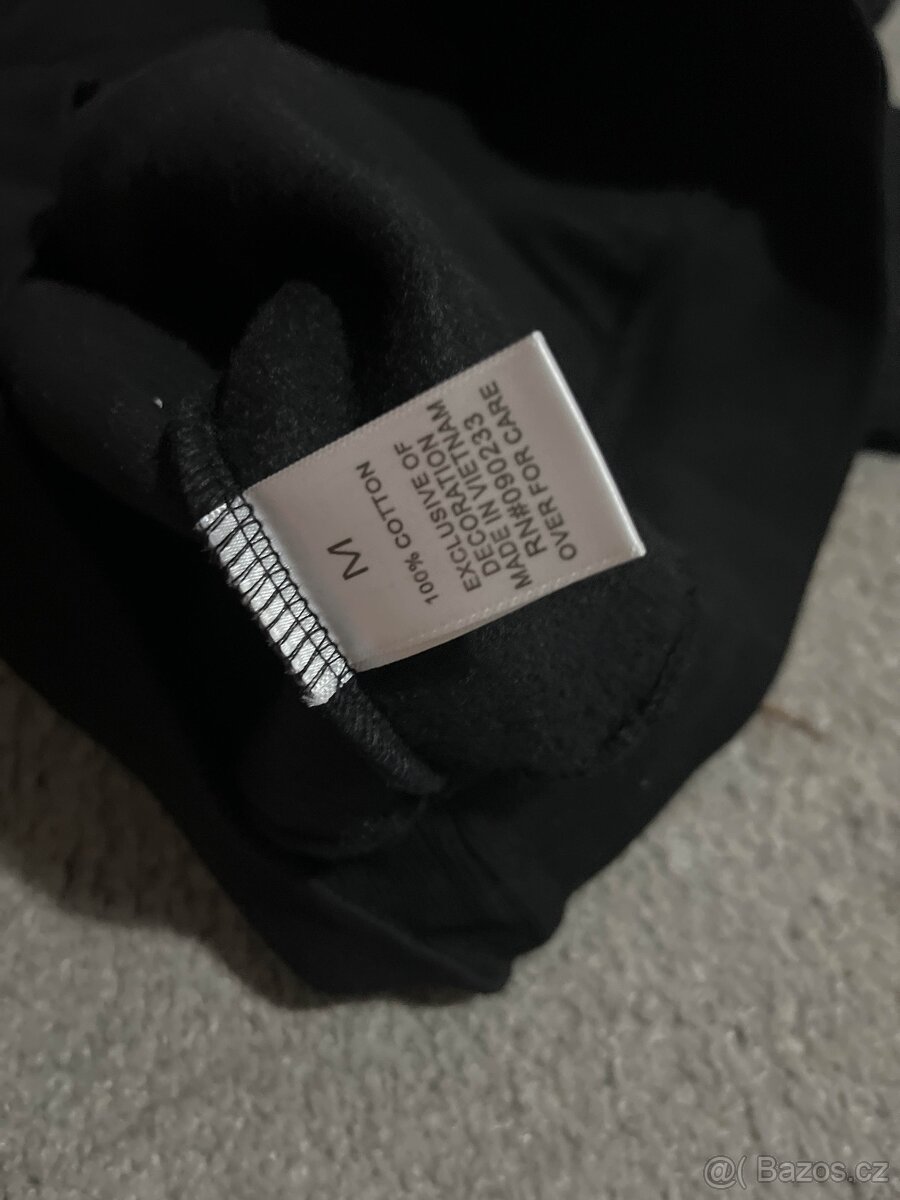 M
100% COTTON
EXCLUSIVE OF
DECORATION
MADE IN VIETNAM
RN#090233
OVER FOR CARE
@( Bazos.cz